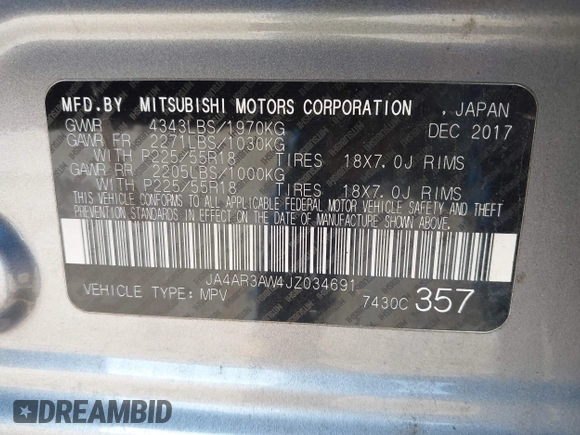 MFD.BY MITSUBISHI MOTORS CORPORATION , JAPAN
GVWR 4343LBS/1970KG DEC 2017
GAWR FR 2271LBS/1030KG
WITH P225/55R18 TIRES 18X7.0J RIMS
GAWR RR 2205LBS/1000KG
WITH P225/55R18 TIRES 18X7.0J RIMS
THIS VEHICLE CONFORMS TO ALL APPLICABLE FEDERAL MOTOR VEHICLE SAFETY AND THEFT
PREVENTION STANDARDS IN EFFECT ON THE DATE OF MANUFACTURE SHOWN ABOVE.
JA4AR3AW4JZ034691
VEHICLE TYPE: MPV 7430C 357
DREAMBID